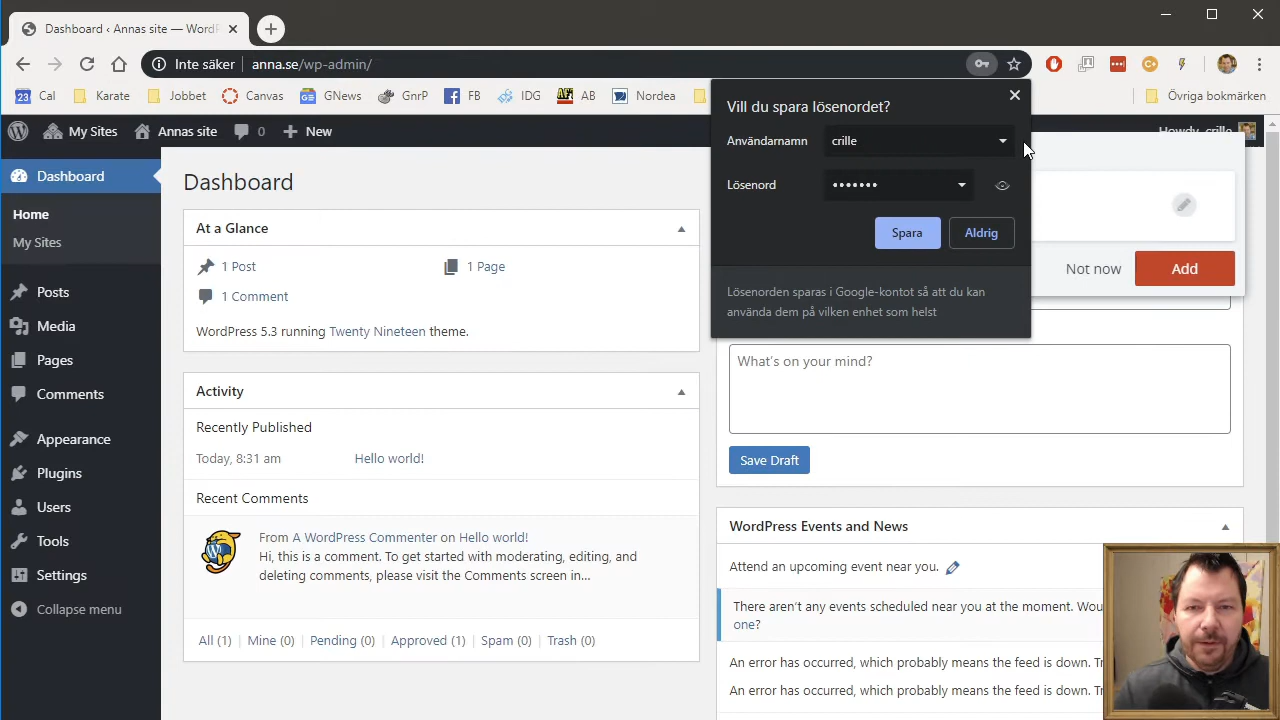 Dashboard ‹ Annas site — WordP
Inte säker
anna.se/wp-admin/
23 Cal
Karate
Jobbet
Canvas
GNews
GnrP
FB
IDG
AB
Nordea
Övriga bokmärken
My Sites
Annas site
0
New
Howdy, crille
Vill du spara lösenordet?
Användarnamn
crille
Lösenord
•••••••
Spara
Aldrig
Lösenorden sparas i Google-kontot så att du kan
använda dem på vilken enhet som helst
Not now
Add
Dashboard
Home
My Sites
Posts
Media
Pages
Comments
Appearance
Plugins
Users
Tools
Settings
Collapse menu
Dashboard
At a Glance
1 Post
1 Page
1 Comment
WordPress 5.3 running Twenty Nineteen theme.
Activity
Recently Published
Today, 8:31 am
Hello world!
Recent Comments
From A WordPress Commenter on Hello world!
Hi, this is a comment. To get started with moderating, editing, and
deleting comments, please visit the Comments screen in...
All (1) | Mine (0) | Pending (0) | Approved (1) | Spam (0) | Trash (0)
What's on your mind?
Save Draft
WordPress Events and News
Attend an upcoming event near you.
There aren't any events scheduled near you at the moment. Wou
one?
An error has occurred, which probably means the feed is down. Tr
An error has occurred, which probably means the feed is down. Tr